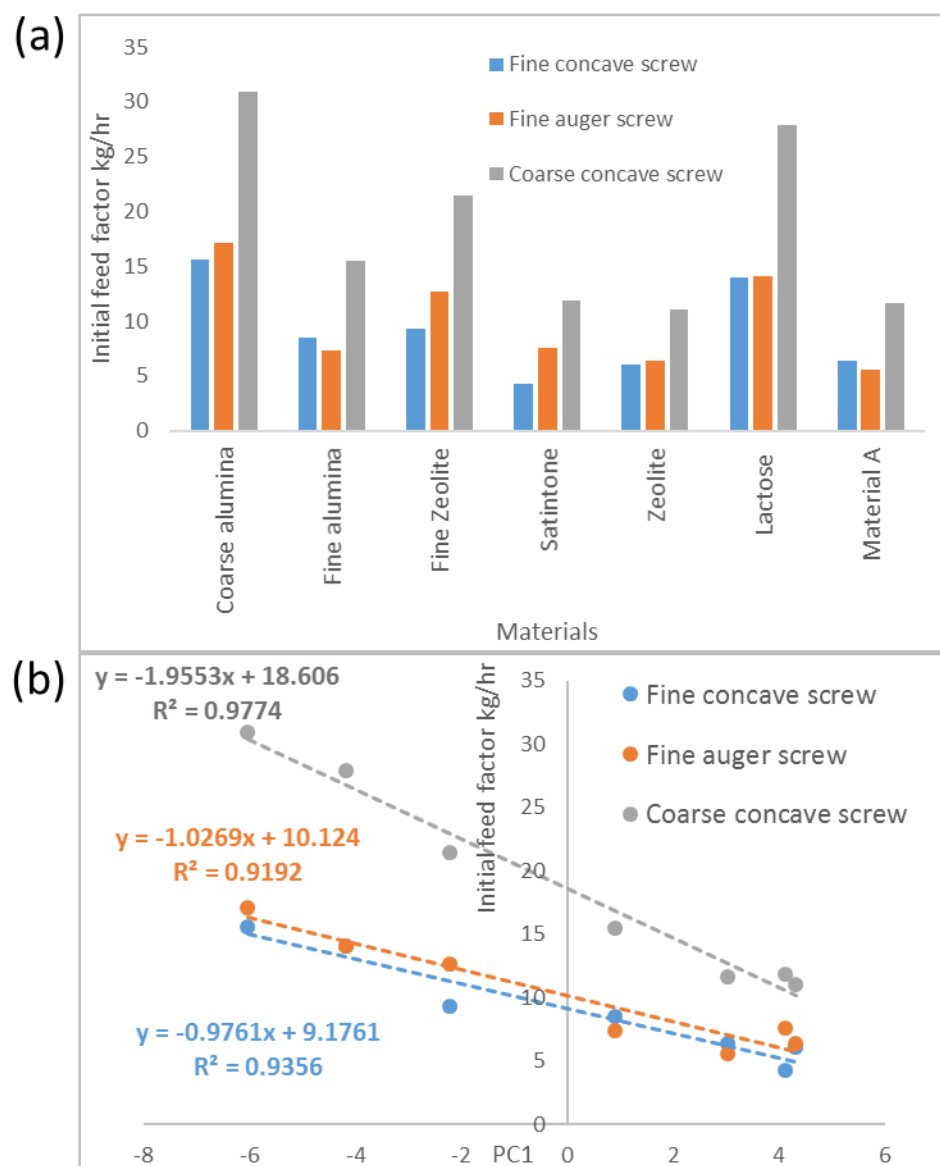 (a)
Initial feed factor kg/hr
35
30
25
20
15
10
5
0
Fine concave screw
Fine auger screw
Coarse concave screw
Coarse alumina
Fine alumina
Fine Zeolite
Satintone
Zeolite
Lactose
Material A
Materials
(b)
y = -1.9553x + 18.606
R² = 0.9774
y = -1.0269x + 10.124
R² = 0.9192
y = -0.9761x + 9.1761
R² = 0.9356
Initial feed factor kg/hr
35
30
25
20
15
10
5
0
Fine concave screw
Fine auger screw
Coarse concave screw
-8
-6
-4
-2
PC1
0
2
4
6